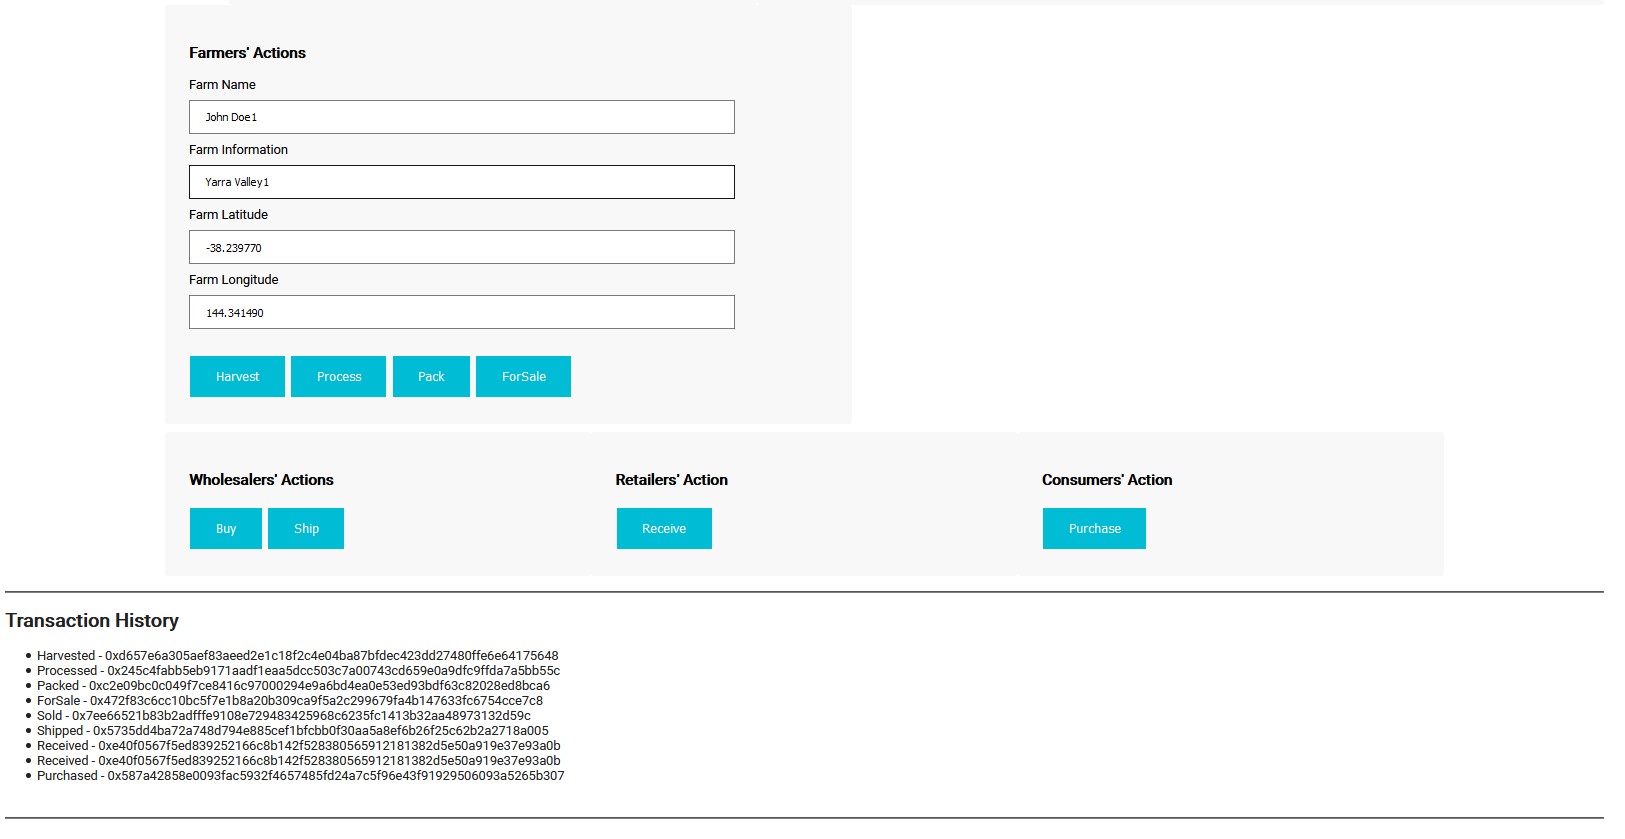 Farmers' Actions
Farm Name
John Doe1
Farm Information
Yarra Valley1
Farm Latitude
-38.239770
Farm Longitude
144.341490
Harvest Process Pack ForSale
Wholesalers' Actions Retailers' Action Consumers' Action
Buy Ship Receive Purchase
Transaction History
Harvested - 0xd657e6a305aef83aeed2e1c18f2c4e04ba87bfdec423dd27480ffe6e64175648
Processed - 0x245c4fabb5eb9171aadf1eaa5dcc503c7a00743cd659e0a9dfc9ffda7a5bb55c
Packed - 0xc2e09bc0c049f7ce8416c97000294e9a6bd4ea0e53ed93bdf63c82028ed8bca6
ForSale - 0x472f83c6cc10bc5f7e1b8a20b309ca9f5a2c299679fa4b147633fc6754cce7c8
Sold - 0x7ee66521b83b2adfffe9108e729483425968c6235fc1413b32aa48973132d59c
Shipped - 0x5735dd4ba72a748d794e885cef1bfcbb0f30aa5a8ef6b26f25c62b2a2718a005
Received - 0xe40f0567f5ed839252166c8b142f528380565912181382d5e50a919e37e93a0b
Received - 0xe40f0567f5ed839252166c8b142f528380565912181382d5e50a919e37e93a0b
Purchased - 0x587a42858e0093fac5932f4657485fd24a7c5f96e43f91929506093a5265b307